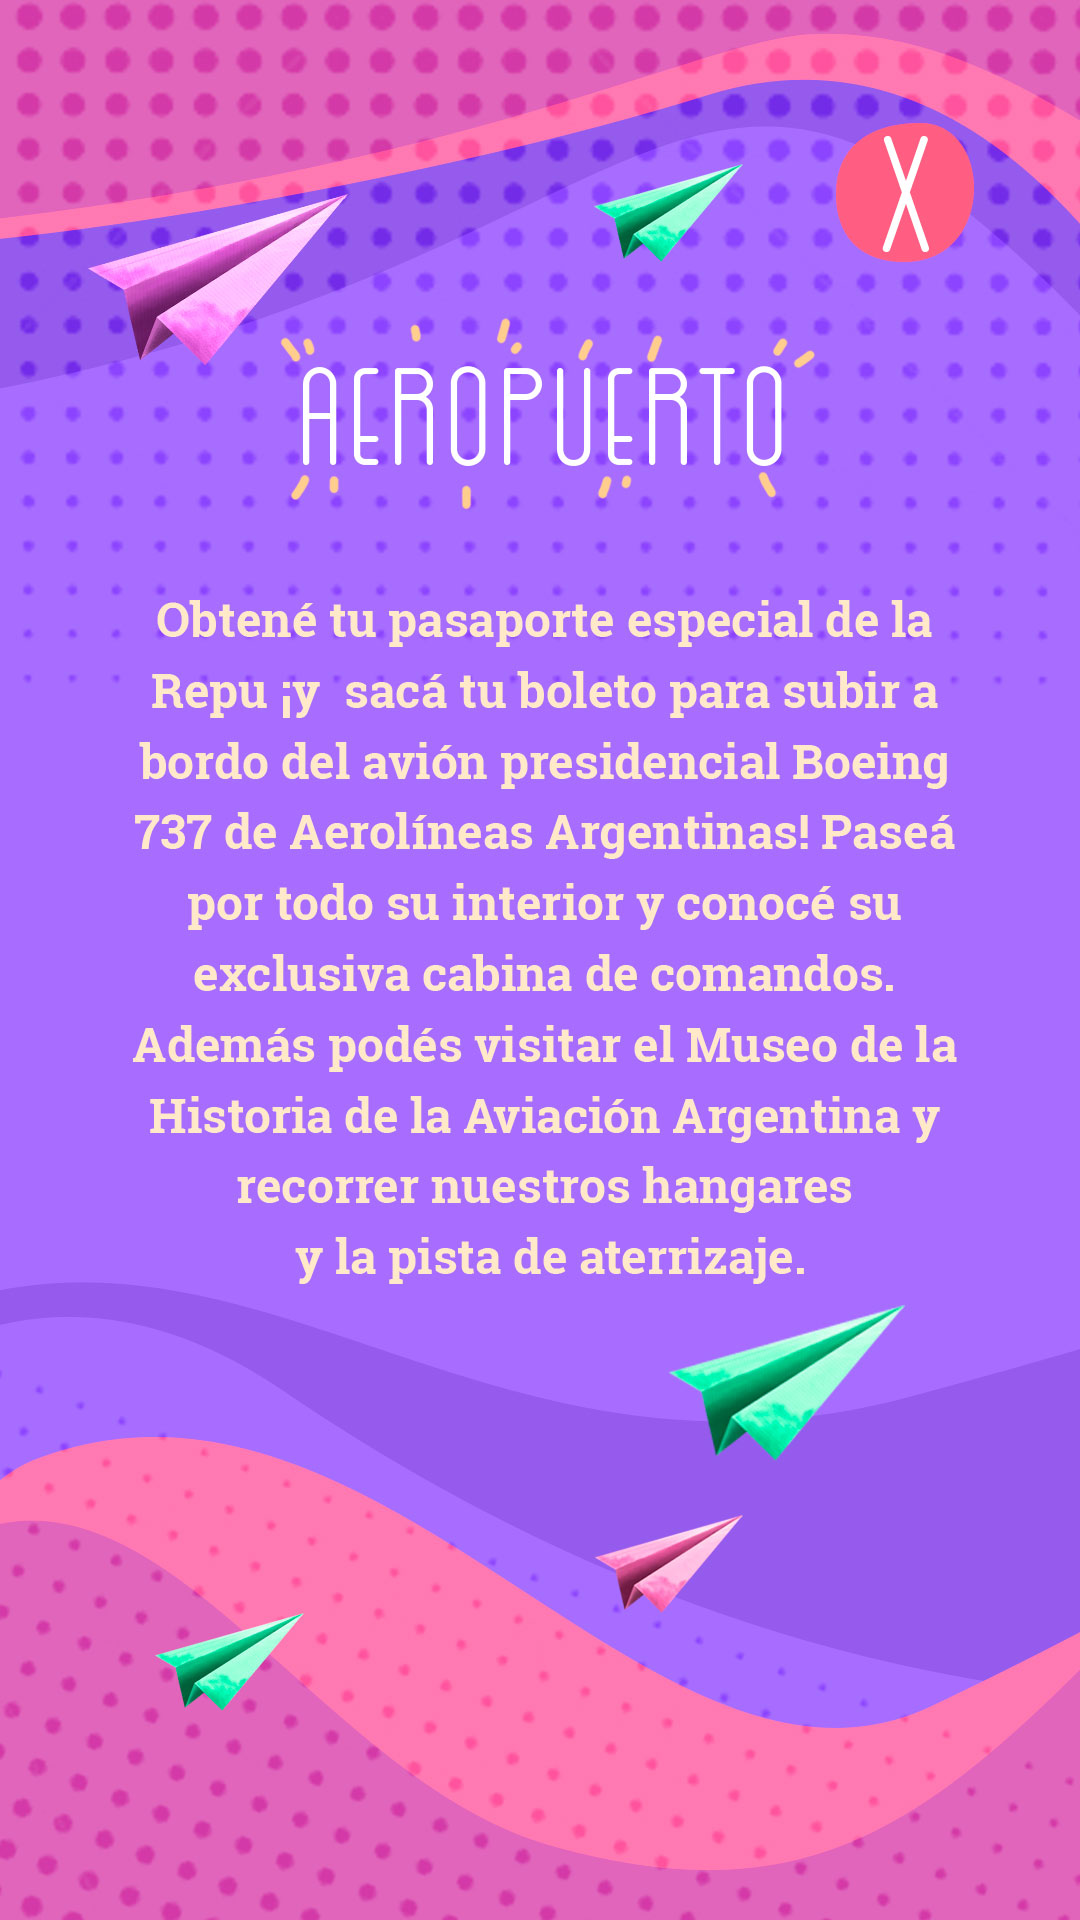 X
AEROPUERTO
Obtené tu pasaporte especial de la
Repu ¡y  sacá tu boleto para subir a
bordo del avión presidencial Boeing
737 de Aerolíneas Argentinas! Paseá
por todo su interior y conocé su
exclusiva cabina de comandos.
Además podés visitar el Museo de la
Historia de la Aviación Argentina y
recorrer nuestros hangares
y la pista de aterrizaje.